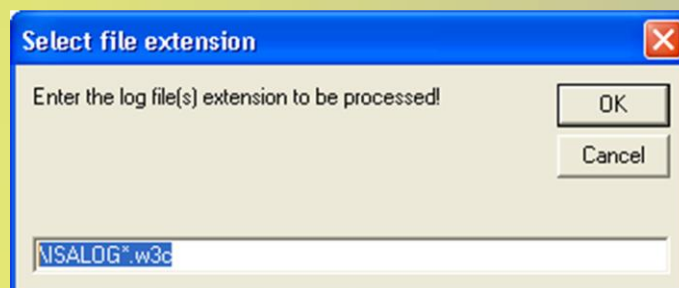 Select file extension
Enter the log file(s) extension to be processed!
OK
Cancel
\ISALOG*.w3c